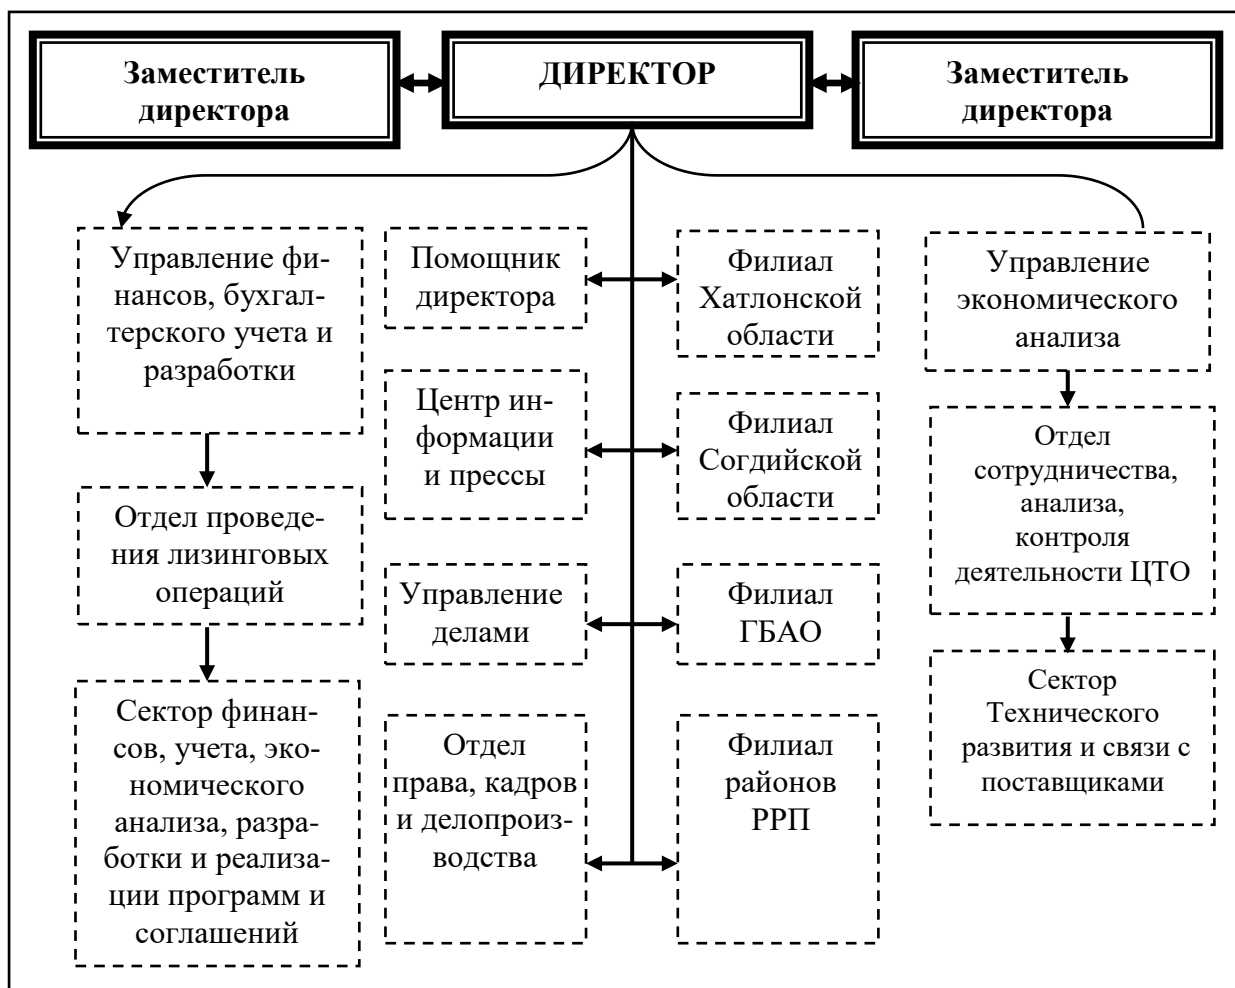 Заместитель
директора
ДИРЕКТОР
Заместитель
директора
Управление фи-
нансов, бухгал-
терского учета и
разработки
Помощник
директора
Филиал
Хатлонской
области
Управление
экономического
анализа
Центр ин-
формации
и прессы
Филиал
Согдийской
области
Отдел
сотрудничества,
анализа,
контроля
деятельности ЦТО
Отдел проведе-
ния лизинговых
операций
Управление
делами
Филиал
ГБАО
Сектор
Технического
развития и связи с
поставщиками
Сектор финан-
сов, учета, эко-
номического
анализа, разра-
ботки и реализа-
ции программ и
соглашений
Отдел
права, кадров
и делопроиз-
водства
Филиал
районов
РРП